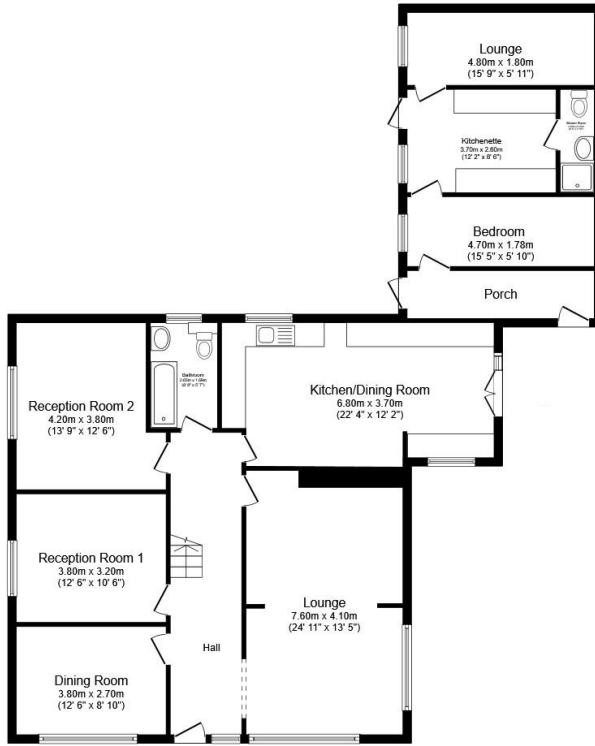 Lounge
4.80m x 1.80m
(15' 9" x 5' 11")
Kitchenette
3.70m x 2.60m
(12' 2" x 8' 6")
Shower Room
Bedroom
4.70m x 1.78m
(15' 5" x 5' 10")
Porch
Reception Room 2
4.20m x 3.80m
(13' 9" x 12' 6")
Bathroom
Kitchen/Dining Room
6.80m x 3.70m
(22' 4" x 12' 2")
Reception Room 1
3.80m x 3.20m
(12' 6" x 10' 6")
Lounge
7.60m x 4.10m
(24' 11" x 13' 5")
Hall
Dining Room
3.80m x 2.70m
(12' 6" x 8' 10")